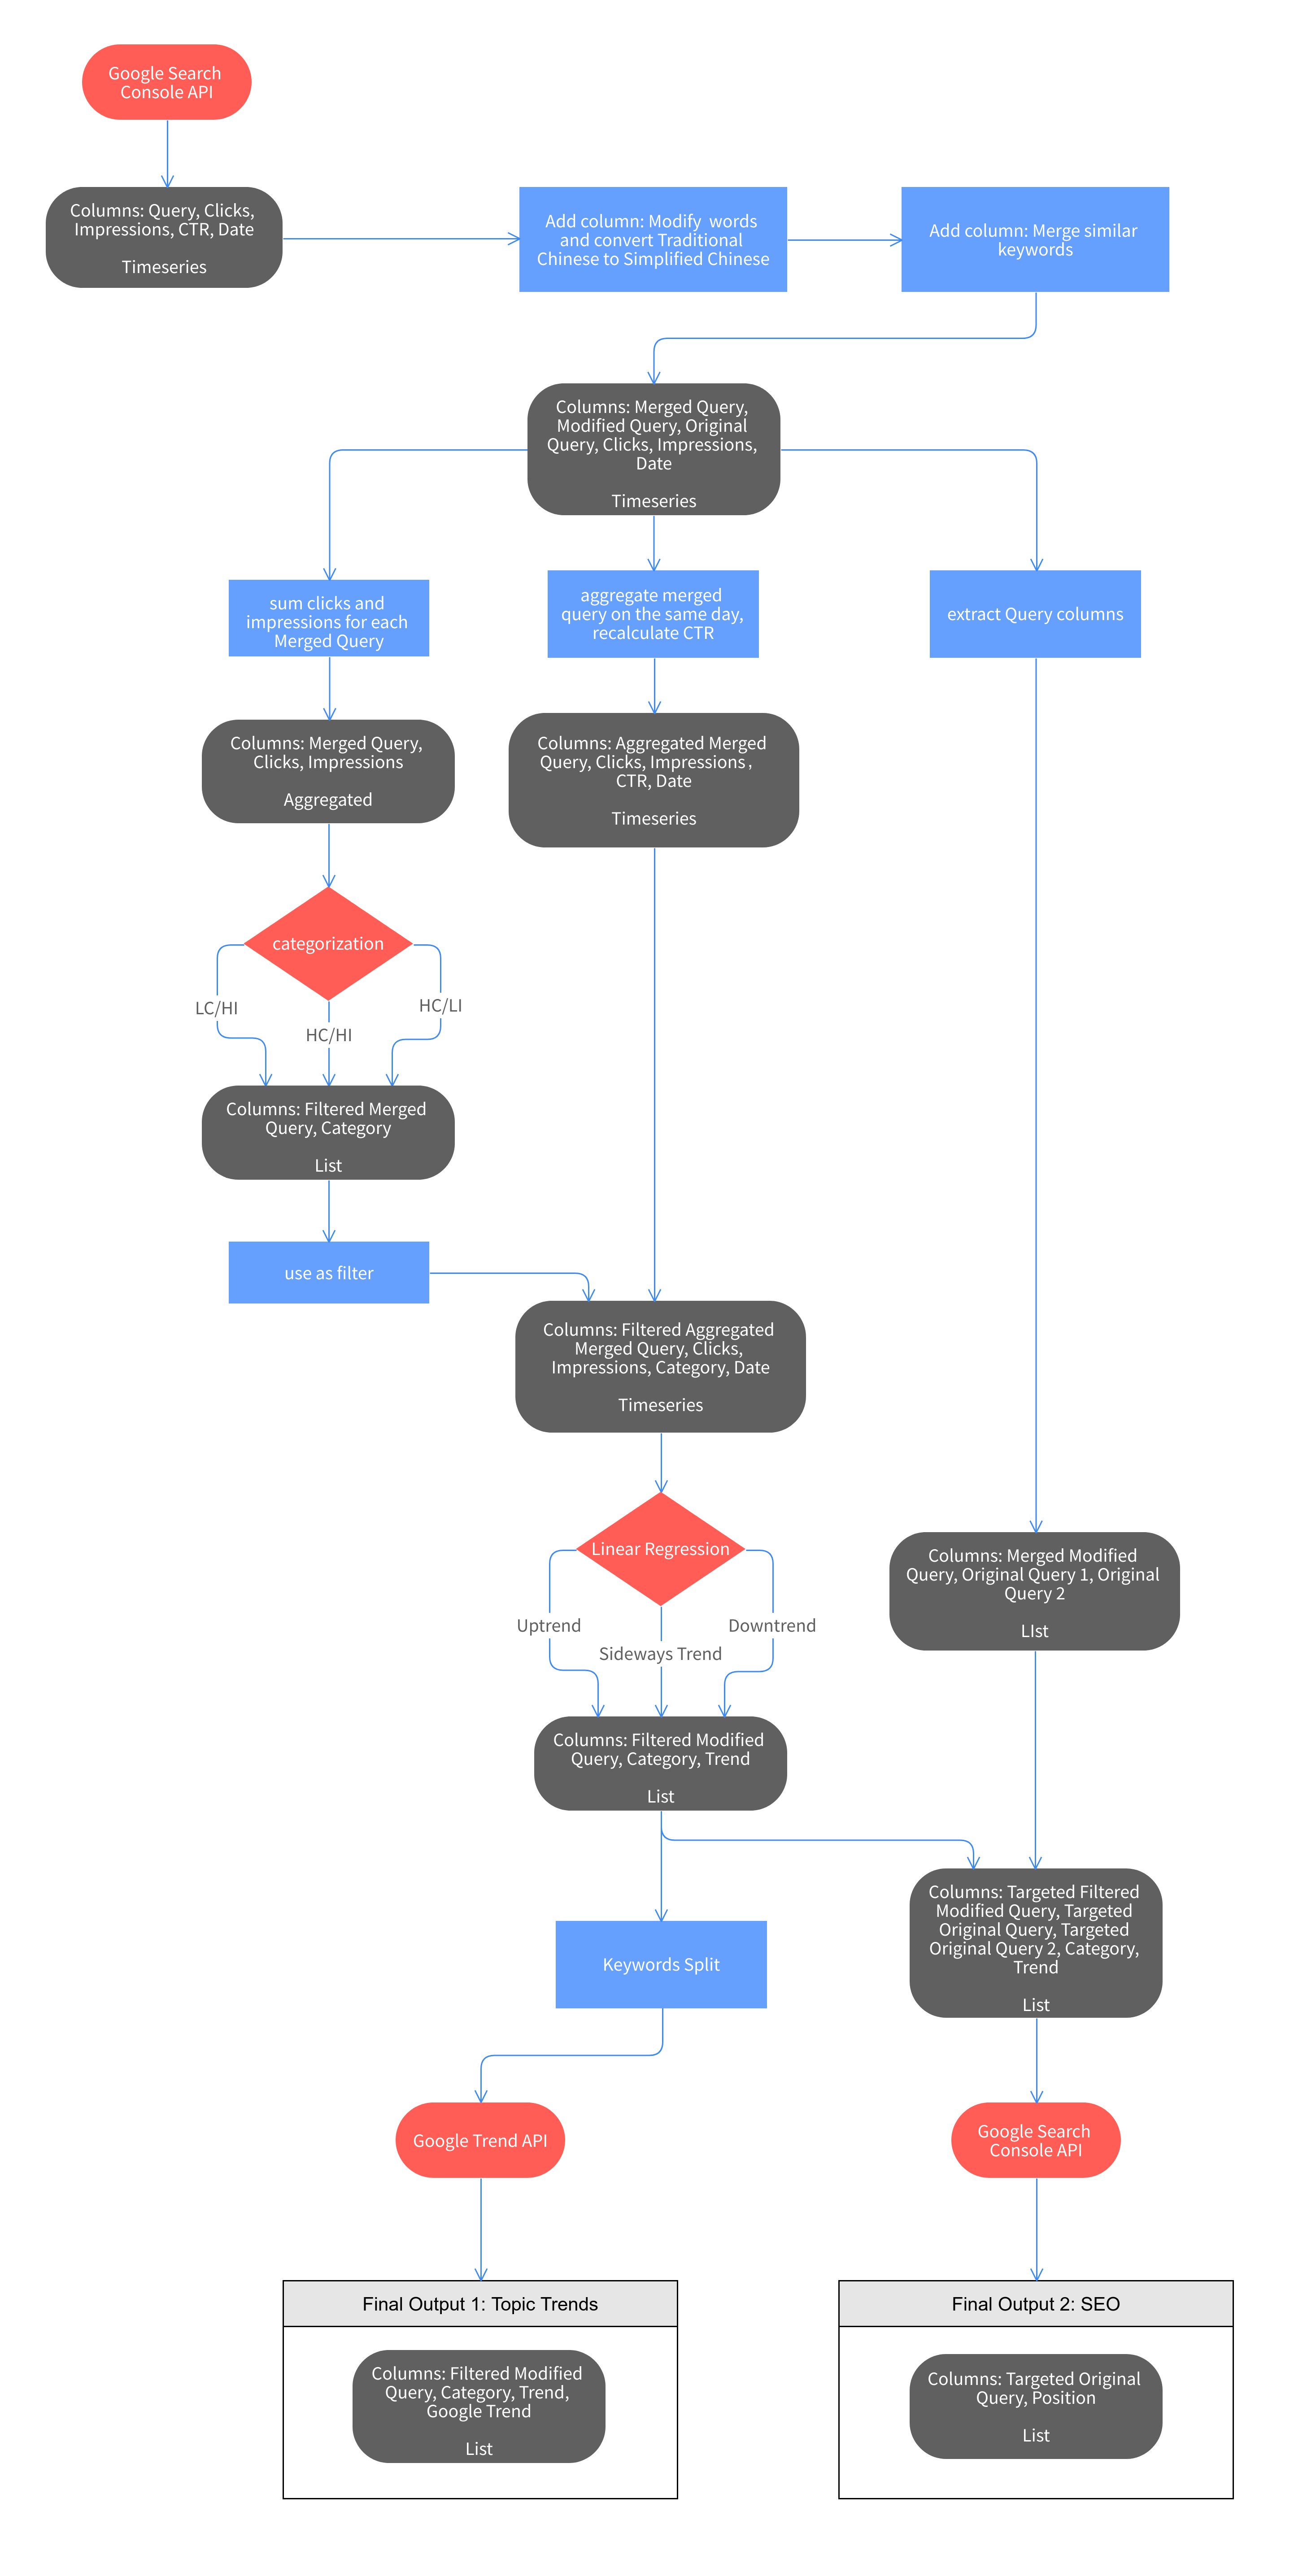 Google Search
Console API
Columns: Query, Clicks,
Impressions, CTR, Date
Timeseries
Add column: Modify  words
and convert Traditional
Chinese to Simplified Chinese
Add column: Merge similar
keywords
Columns: Merged Query,
Modified Query, Original
Query, Clicks, Impressions,
Date
Timeseries
sum clicks and
impressions for each
Merged Query
aggregate merged
query on the same day,
recalculate CTR
extract Query columns
Columns: Merged Query,
Clicks, Impressions
Aggregated
Columns: Aggregated Merged
Query, Clicks, Impressions，
CTR, Date
Timeseries
categorization
LC/HI
HC/HI
HC/LI
Columns: Filtered Merged
Query, Category
List
use as filter
Columns: Filtered Aggregated
Merged Query, Clicks,
Impressions, Category, Date
Timeseries
Linear Regression
Uptrend
Sideways Trend
Downtrend
Columns: Merged Modified
Query, Original Query 1, Original
Query 2
LIst
Columns: Filtered Modified
Query, Category, Trend
List
Columns: Targeted Filtered
Modified Query, Targeted
Original Query, Targeted
Original Query 2, Category,
Trend
List
Keywords Split
Google Trend API
Google Search
Console API
Final Output 1: Topic Trends
Columns: Filtered Modified
Query, Category, Trend,
Google Trend
List
Final Output 2: SEO
Columns: Targeted Original
Query, Position
List